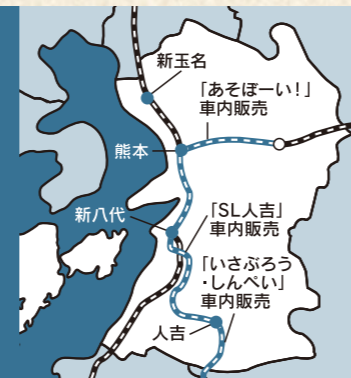 新玉名
「あそぼーい！」
車内販売
熊本
新八代
「SL人吉」
車内販売
「いさぶろう
・しんぺい」
車内販売
人吉